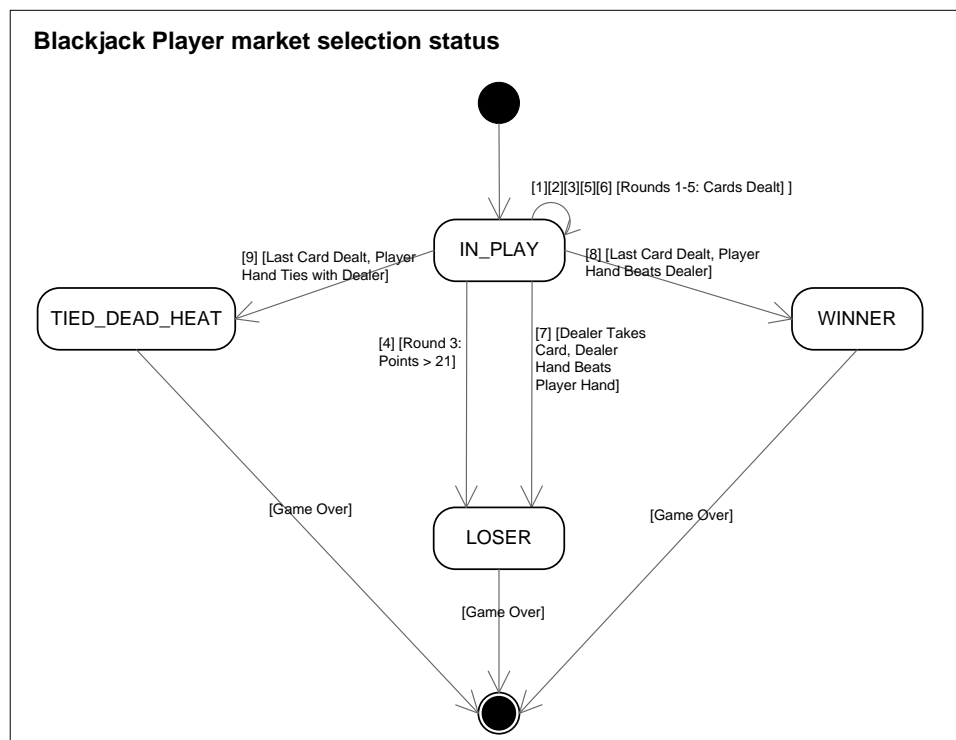 Blackjack Player market selection status
[1][2][3][5][6] [Rounds 1-5: Cards Dealt] ]
IN_PLAY
[9] [Last Card Dealt, Player
Hand Ties with Dealer]
[8] [Last Card Dealt, Player
Hand Beats Dealer]
TIED_DEAD_HEAT
WINNER
[4] [Round 3:
Points > 21]
[7] [Dealer Takes
Card, Dealer
Hand Beats
Player Hand]
[Game Over]
LOSER
[Game Over]
[Game Over]